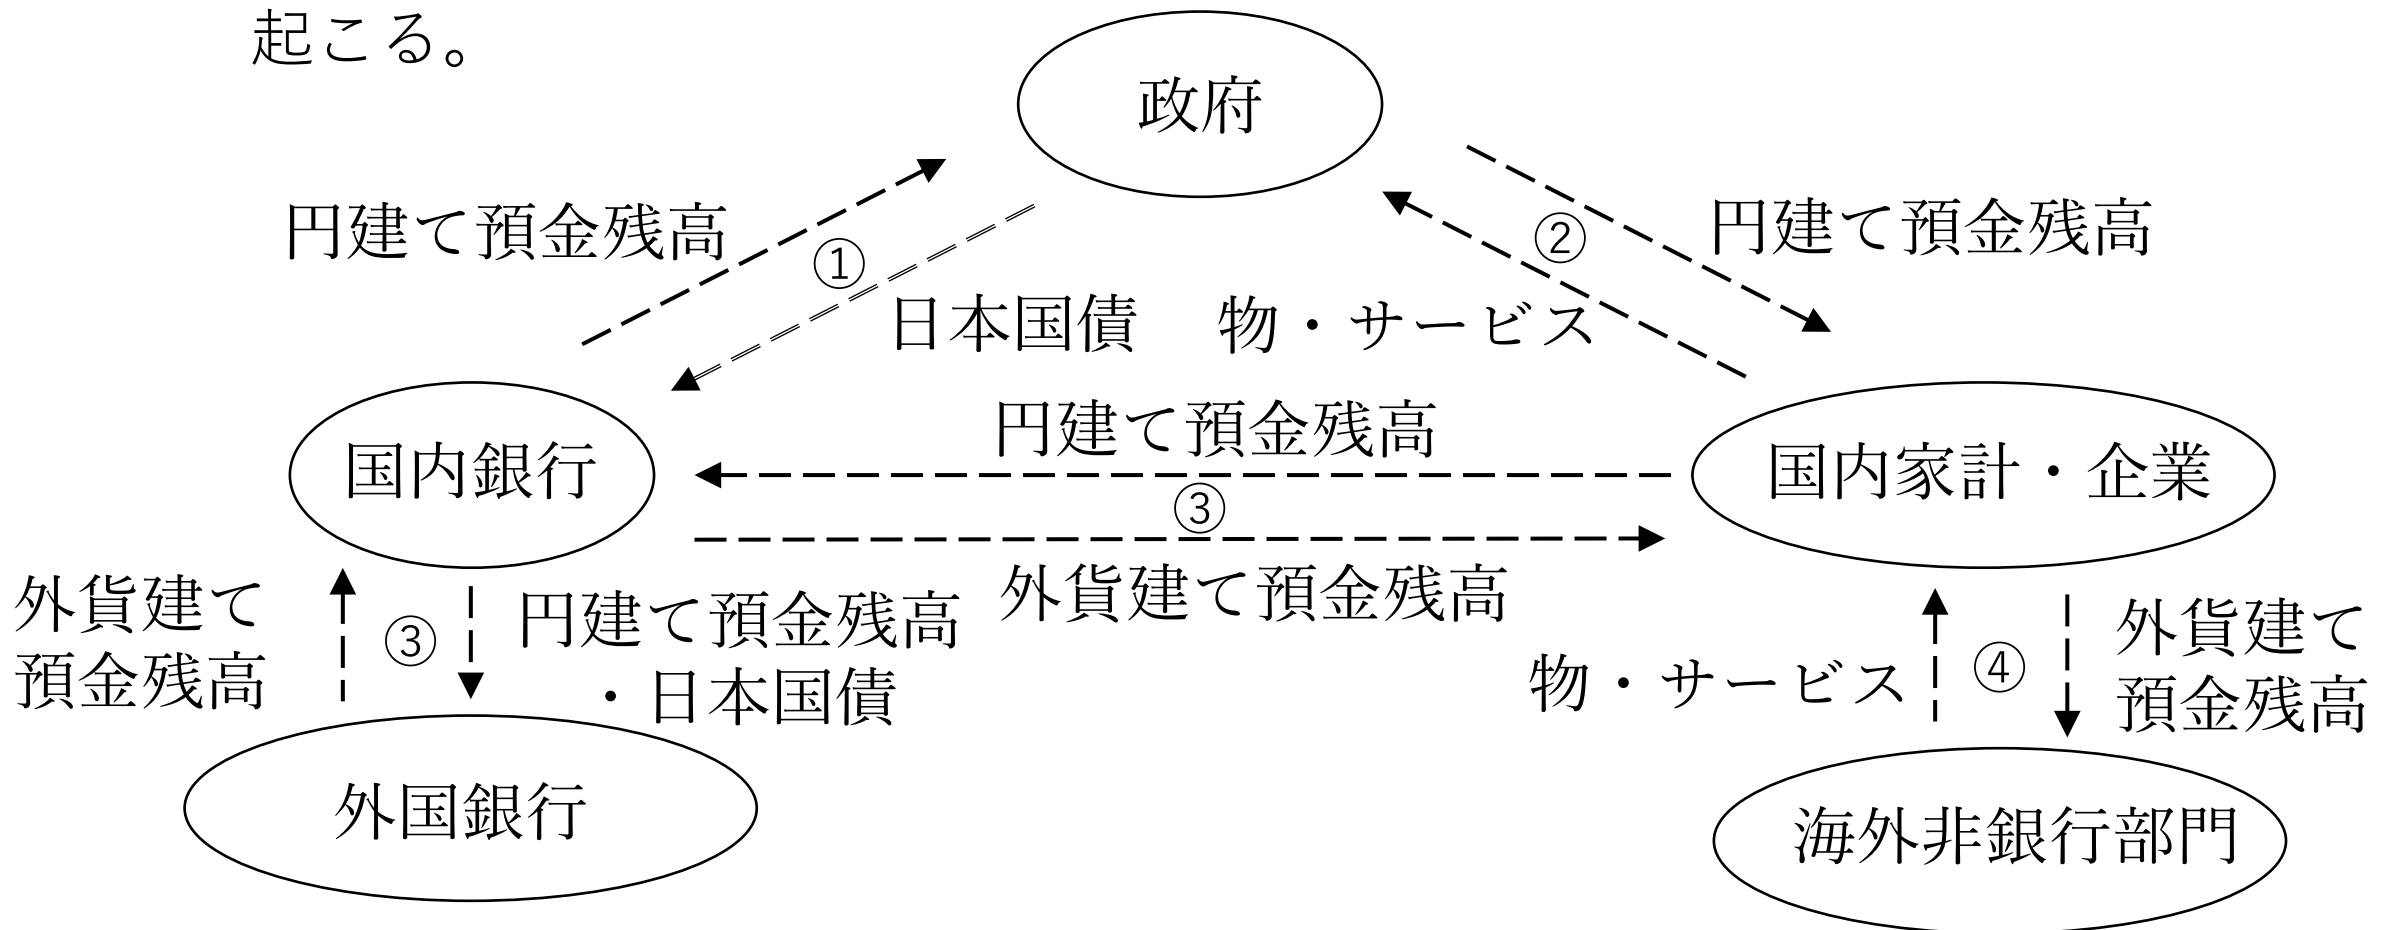 起こる。
政府
円建て預金残高
①
②
円建て預金残高
日本国債
物・サービス
円建て預金残高
国内銀行
国内家計・企業
③
外貨建て預金残高
外貨建て
預金残高
③
円建て預金残高
・日本国債
物・サービス
④
外貨建て
預金残高
外国銀行
海外非銀行部門